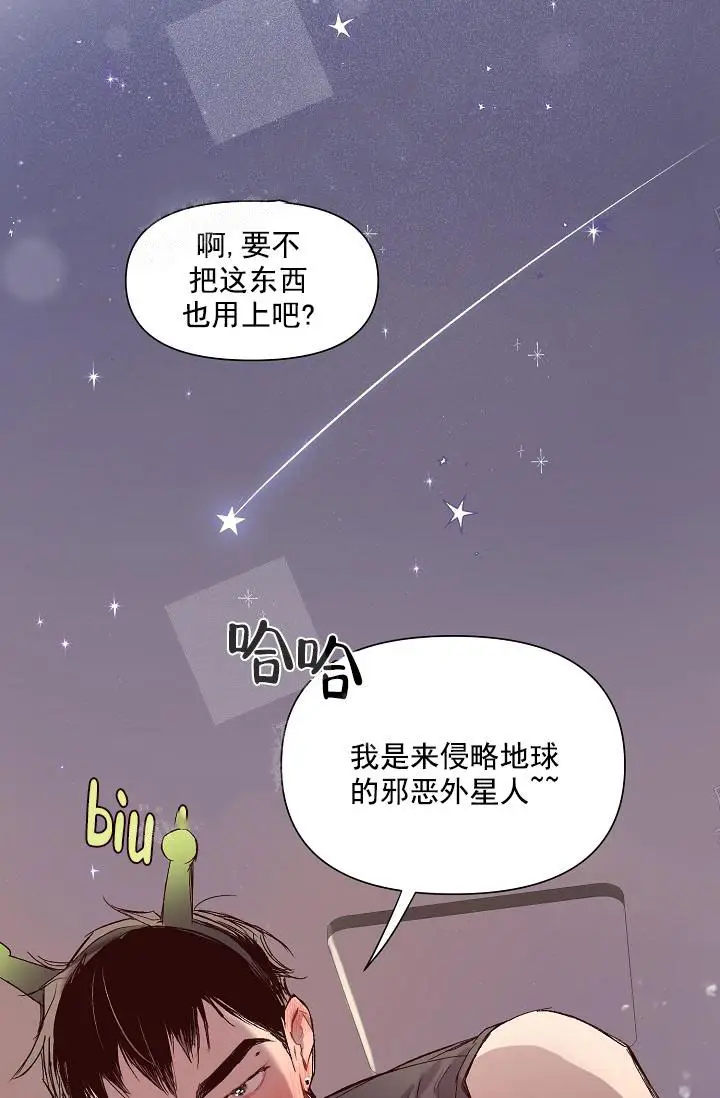 啊,要不
把这东西
也用上吧?
哈哈
我是来侵略地球
的邪恶外星人~~
biu